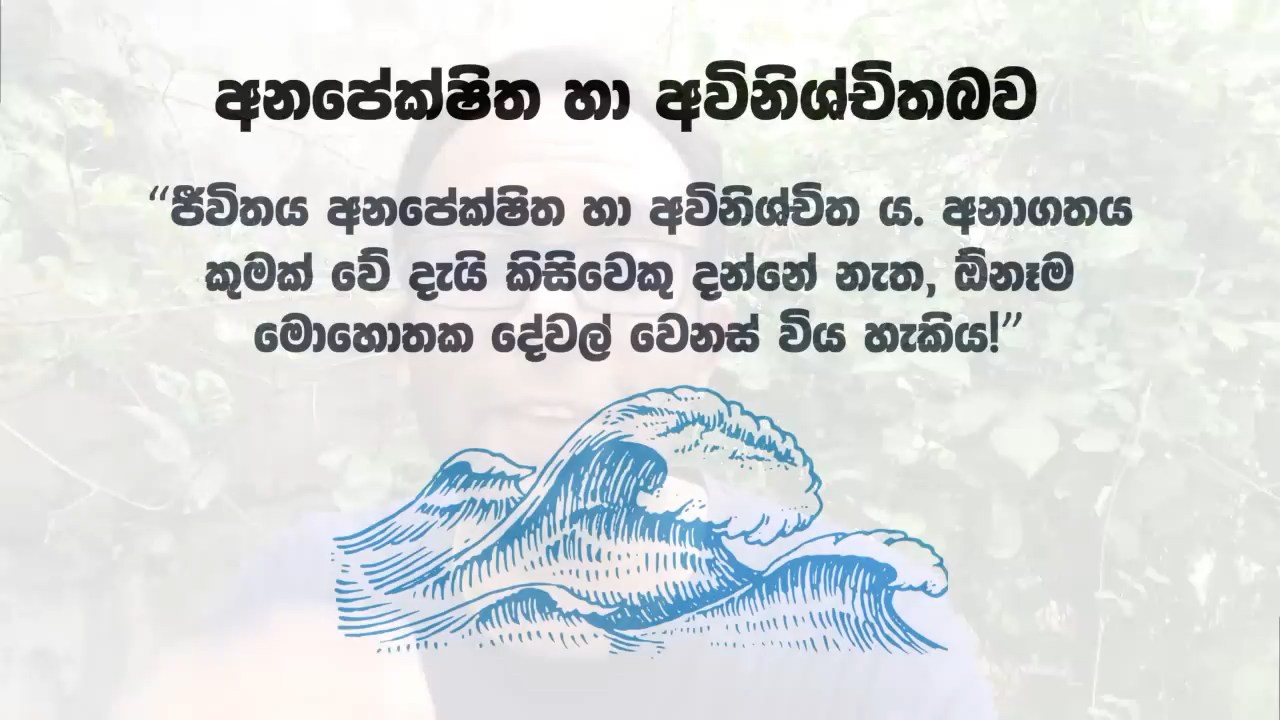 අනපේක්ෂිත හා අවිනිශ්චිතබව
“ජීවිතය අනපේක්ෂිත හා අවිනිශ්චිත ය. අනාගතය
කුමක් වේ දැයි කිසිවෙකු දන්නේ නැත, ඕනෑම
මොහොතක දේවල් වෙනස් විය හැකිය!”